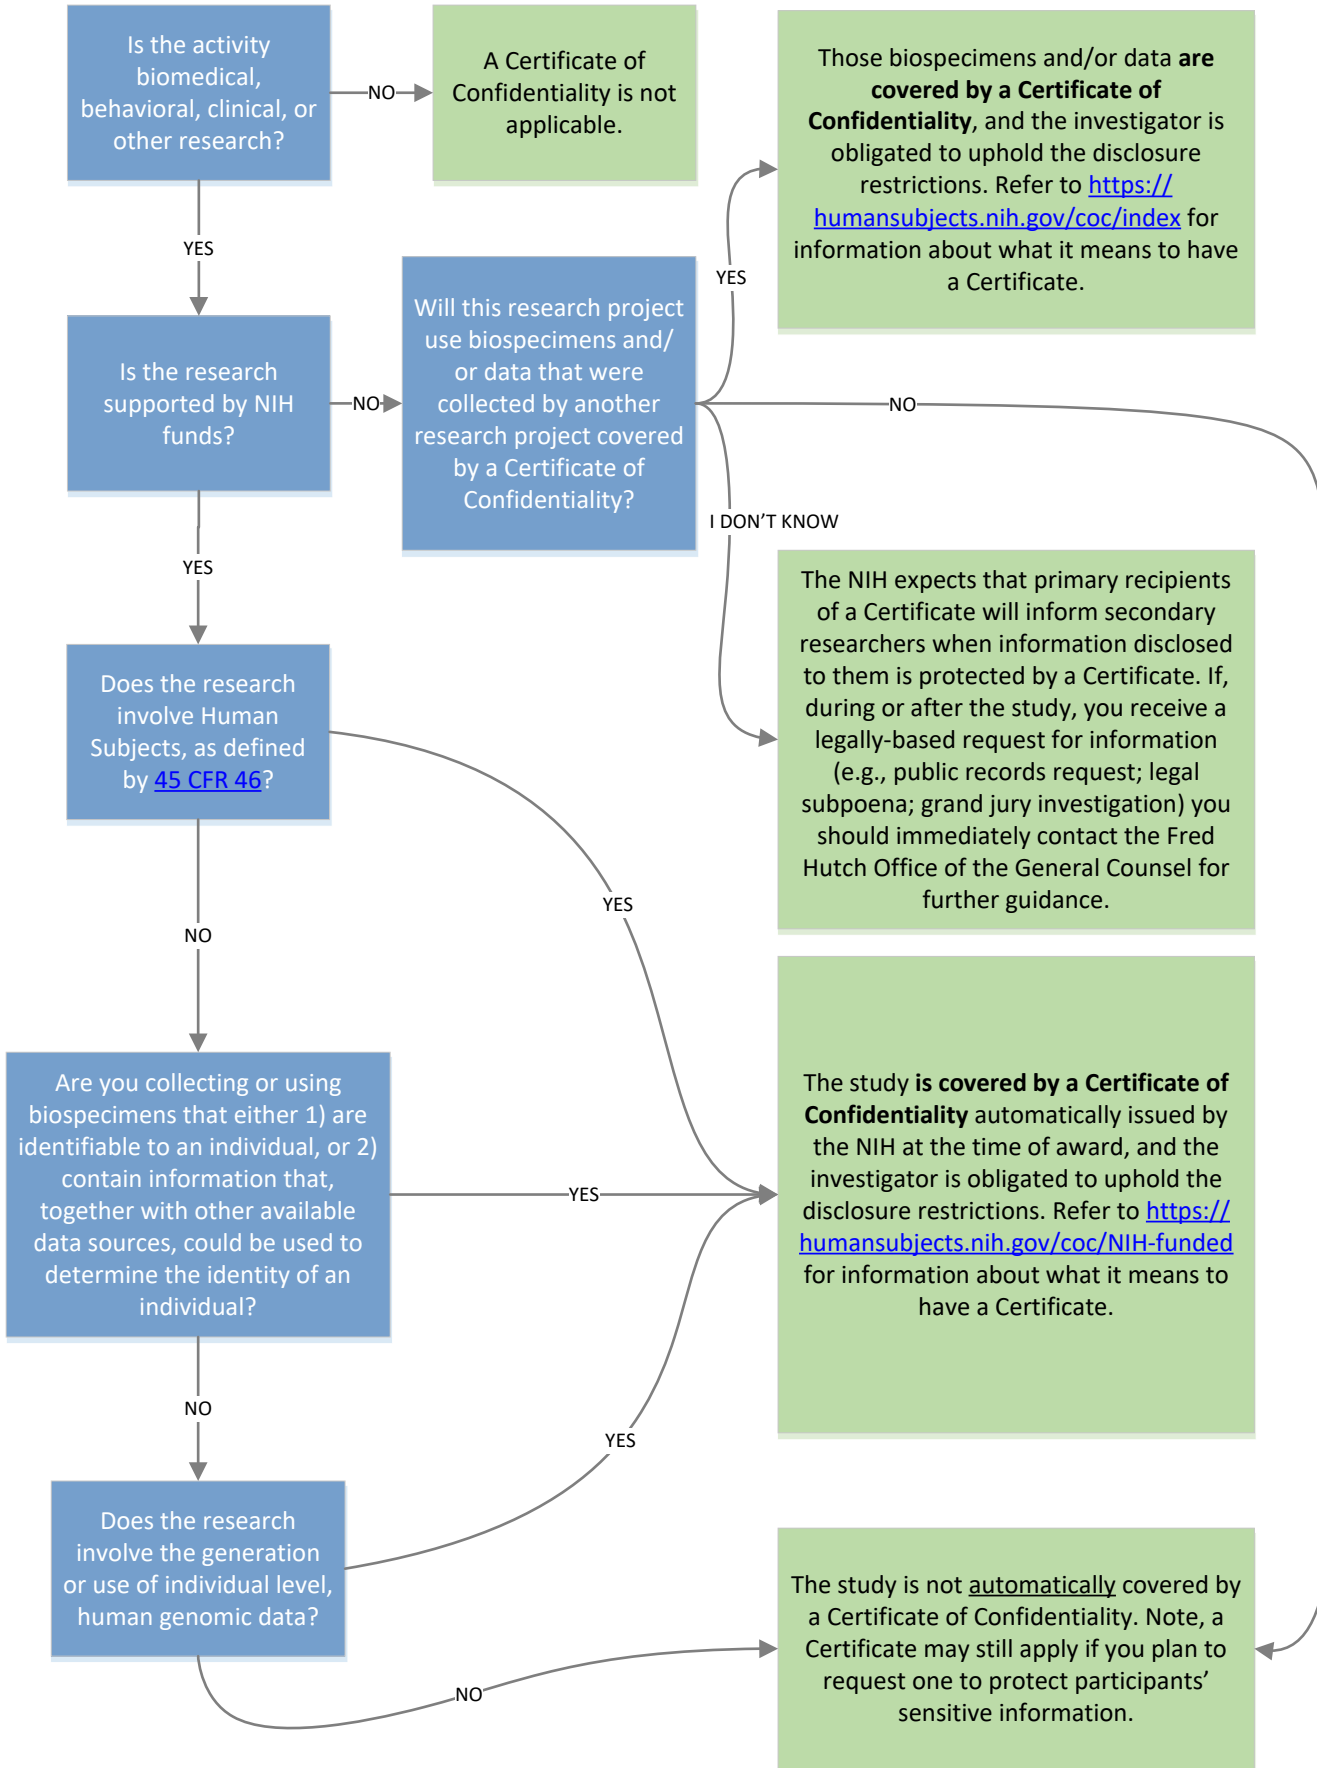 Is the activity
biomedical,
behavioral, clinical, or
other research?
NO
A Certificate of
Confidentiality is not
applicable.
Those biospecimens and/or data are
covered by a Certificate of
Confidentiality, and the investigator is
obligated to uphold the disclosure
restrictions. Refer to https://
humansubjects.nih.gov/coc/index for
information about what it means to have
a Certificate.
YES
YES
Is the research
supported by NIH
funds?
NO
Will this research project
use biospecimens and/
or data that were
collected by another
research project covered
by a Certificate of
Confidentiality?
NO
I DON'T KNOW
YES
The NIH expects that primary recipients
of a Certificate will inform secondary
researchers when information disclosed
to them is protected by a Certificate. If,
during or after the study, you receive a
legally-based request for information
(e.g., public records request; legal
subpoena; grand jury investigation) you
should immediately contact the Fred
Hutch Office of the General Counsel for
further guidance.
Does the research
involve Human
Subjects, as defined
by 45 CFR 46?
YES
NO
Are you collecting or using
biospecimens that either 1) are
identifiable to an individual, or 2)
contain information that,
together with other available
data sources, could be used to
determine the identity of an
individual?
YES
The study is covered by a Certificate of
Confidentiality automatically issued by
the NIH at the time of award, and the
investigator is obligated to uphold the
disclosure restrictions. Refer to https://
humansubjects.nih.gov/coc/NIH-funded
for information about what it means to
have a Certificate.
NO
YES
Does the research
involve the generation
or use of individual level,
human genomic data?
NO
The study is not automatically covered by
a Certificate of Confidentiality. Note, a
Certificate may still apply if you plan to
request one to protect participants'
sensitive information.